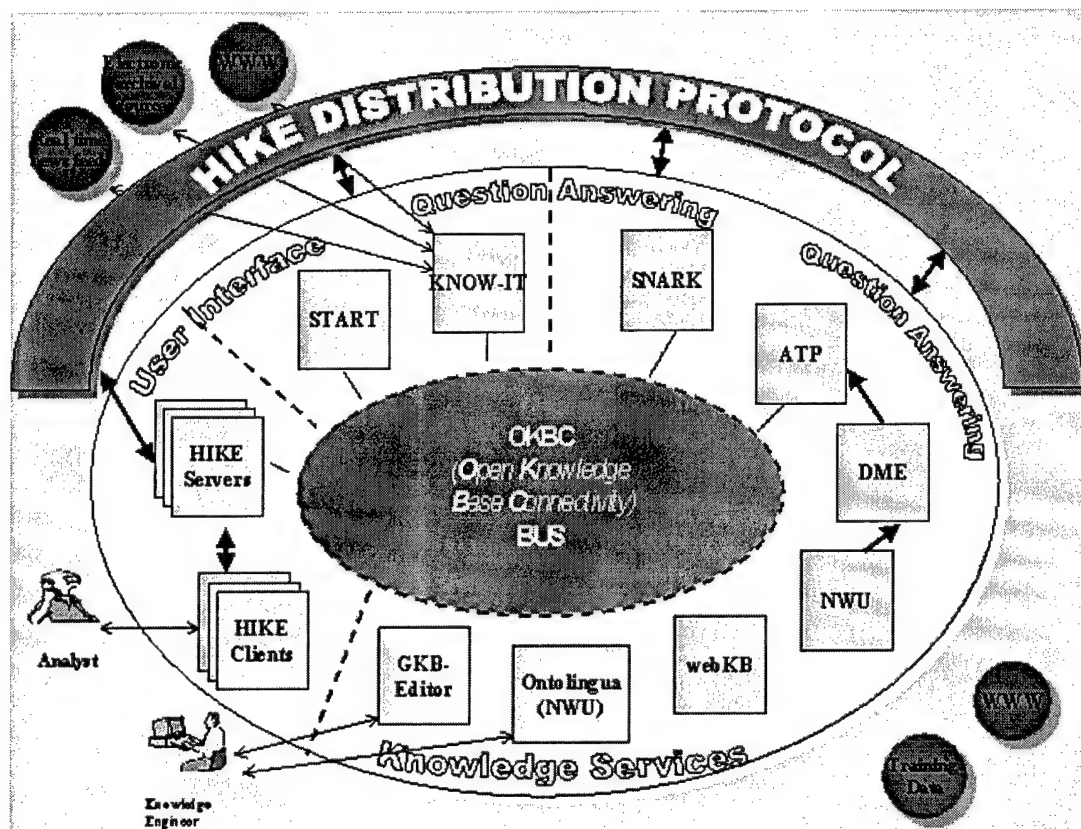 WWW
HIKE DISTRIBUTION PROTOCOL
Question Answering
User Interface
Question Answering
KNOW-IT
SNARK
START
ATP
OKBC
(Open Knowledge
Base Connectivity)
BUS
HIKE
Servers
DME
NWU
HIKE
Clients
Analyst
GKB-
Editor
Ontolingua
(NWU)
webKB
WWW
Knowledge Services
Training
Data
Knowledge
Engineer